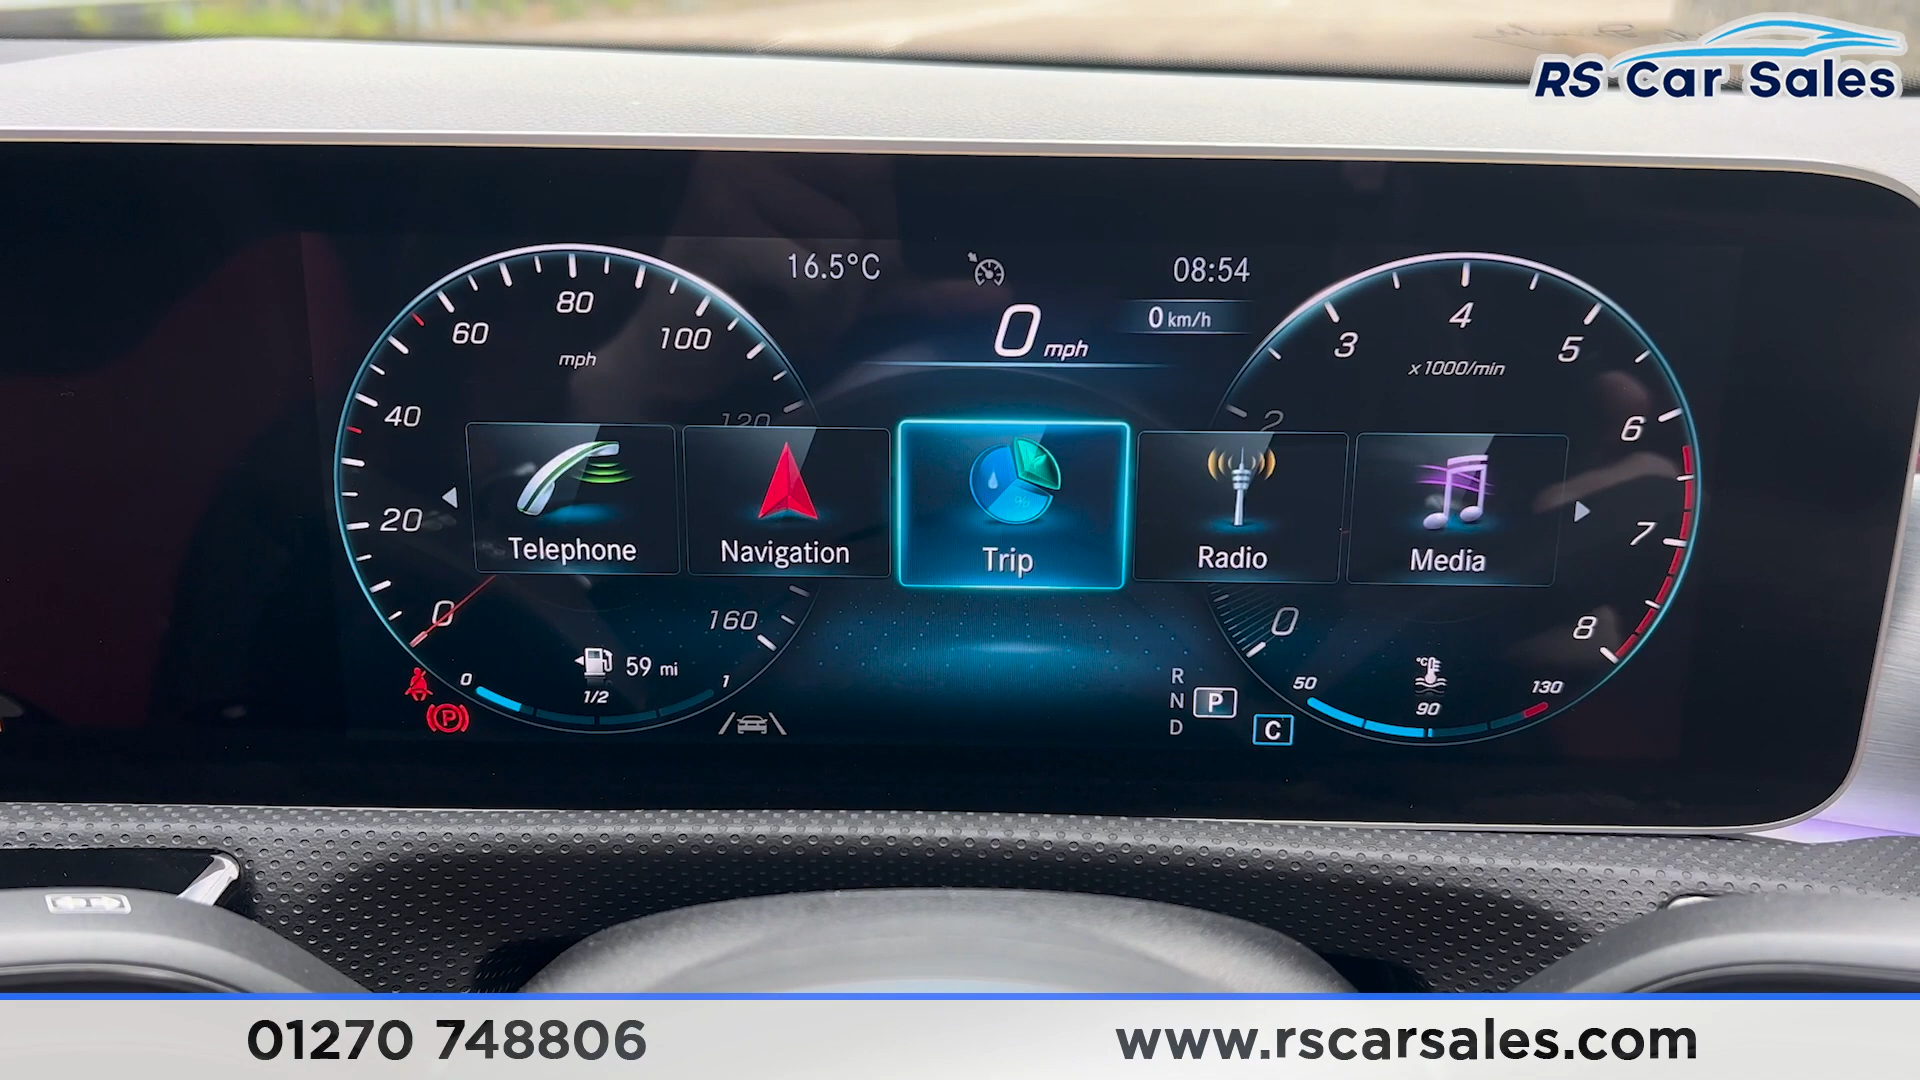 RS Car Sales
16.5°C
08:54
0 mph
0 km/h
20
40
60
80
100
120
160
0
mph
0
2
3
4
5
6
7
8
x1000/min
Telephone
Navigation
Trip
Radio
Media
59 mi
0
1/2
1
R
N
D
P
C
P
°C
50
90
130
01270 748806
www.rscarsales.com